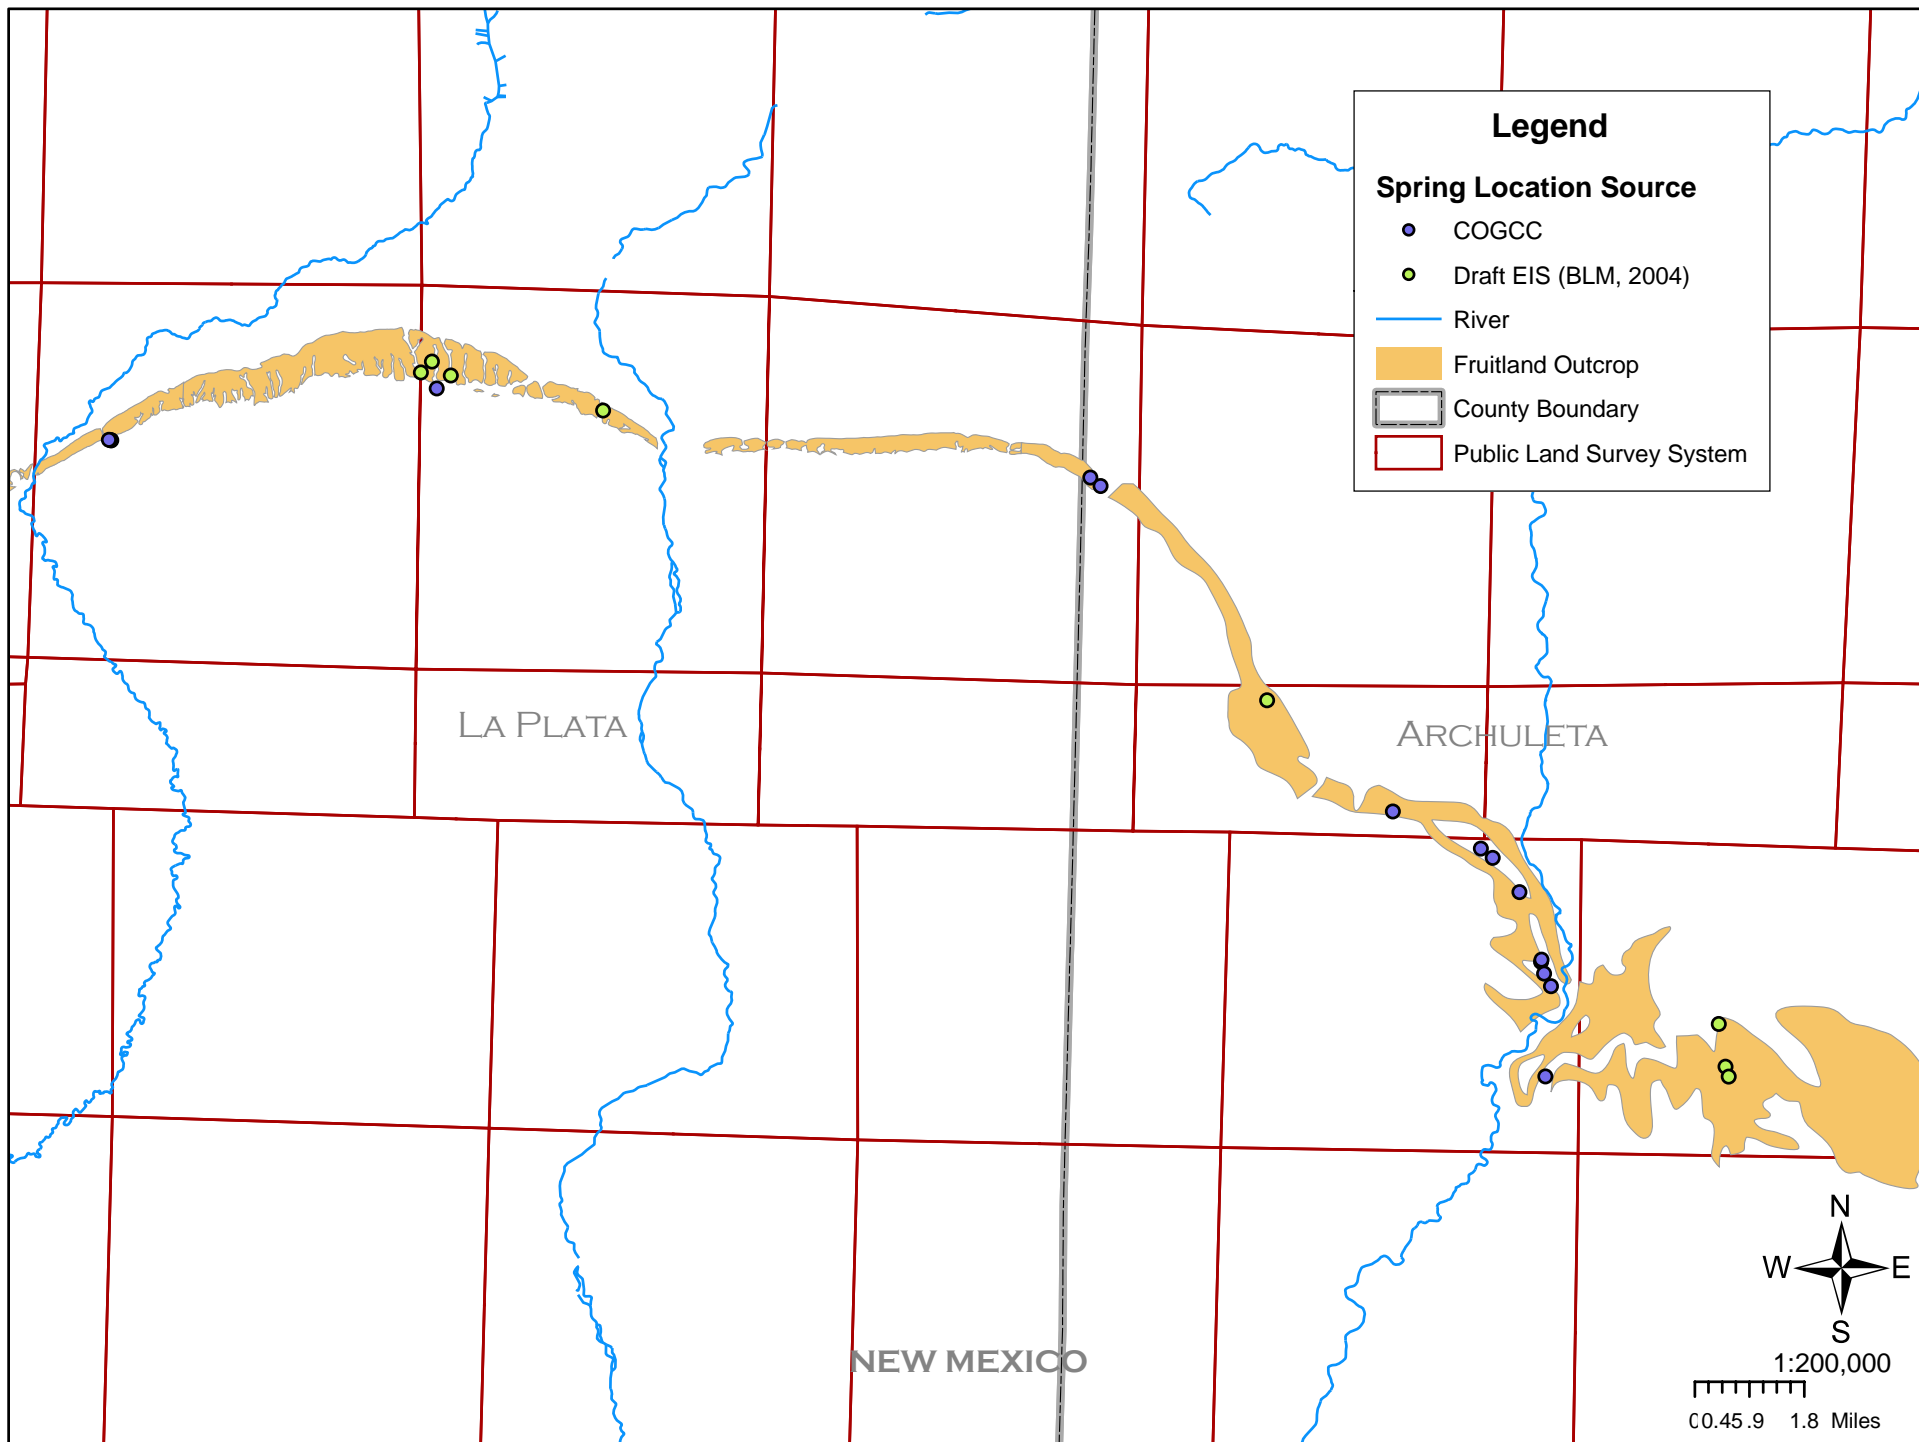 Legend
Spring Location Source
COGCC
Draft EIS (BLM, 2004)
River
Fruitland Outcrop
County Boundary
Public Land Survey System
LA PLATA
ARCHULETA
NEW MEXICO
N
W E
S
1:200,000
0 0.45 .9 1.8 Miles